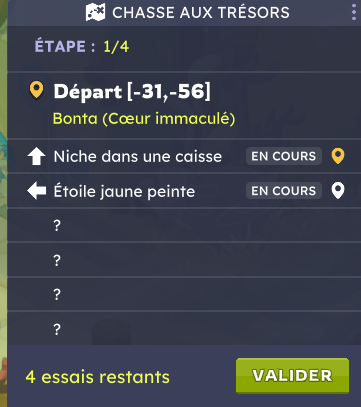 CHASSE AUX TRÉSORS
ÉTAPE : 1/4
Départ [-31,-56]
Bonta (Cœur immaculé)
Niche dans une caisse EN COURS
Étoile jaune peinte EN COURS
?
?
?
?
4 essais restants VALIDER